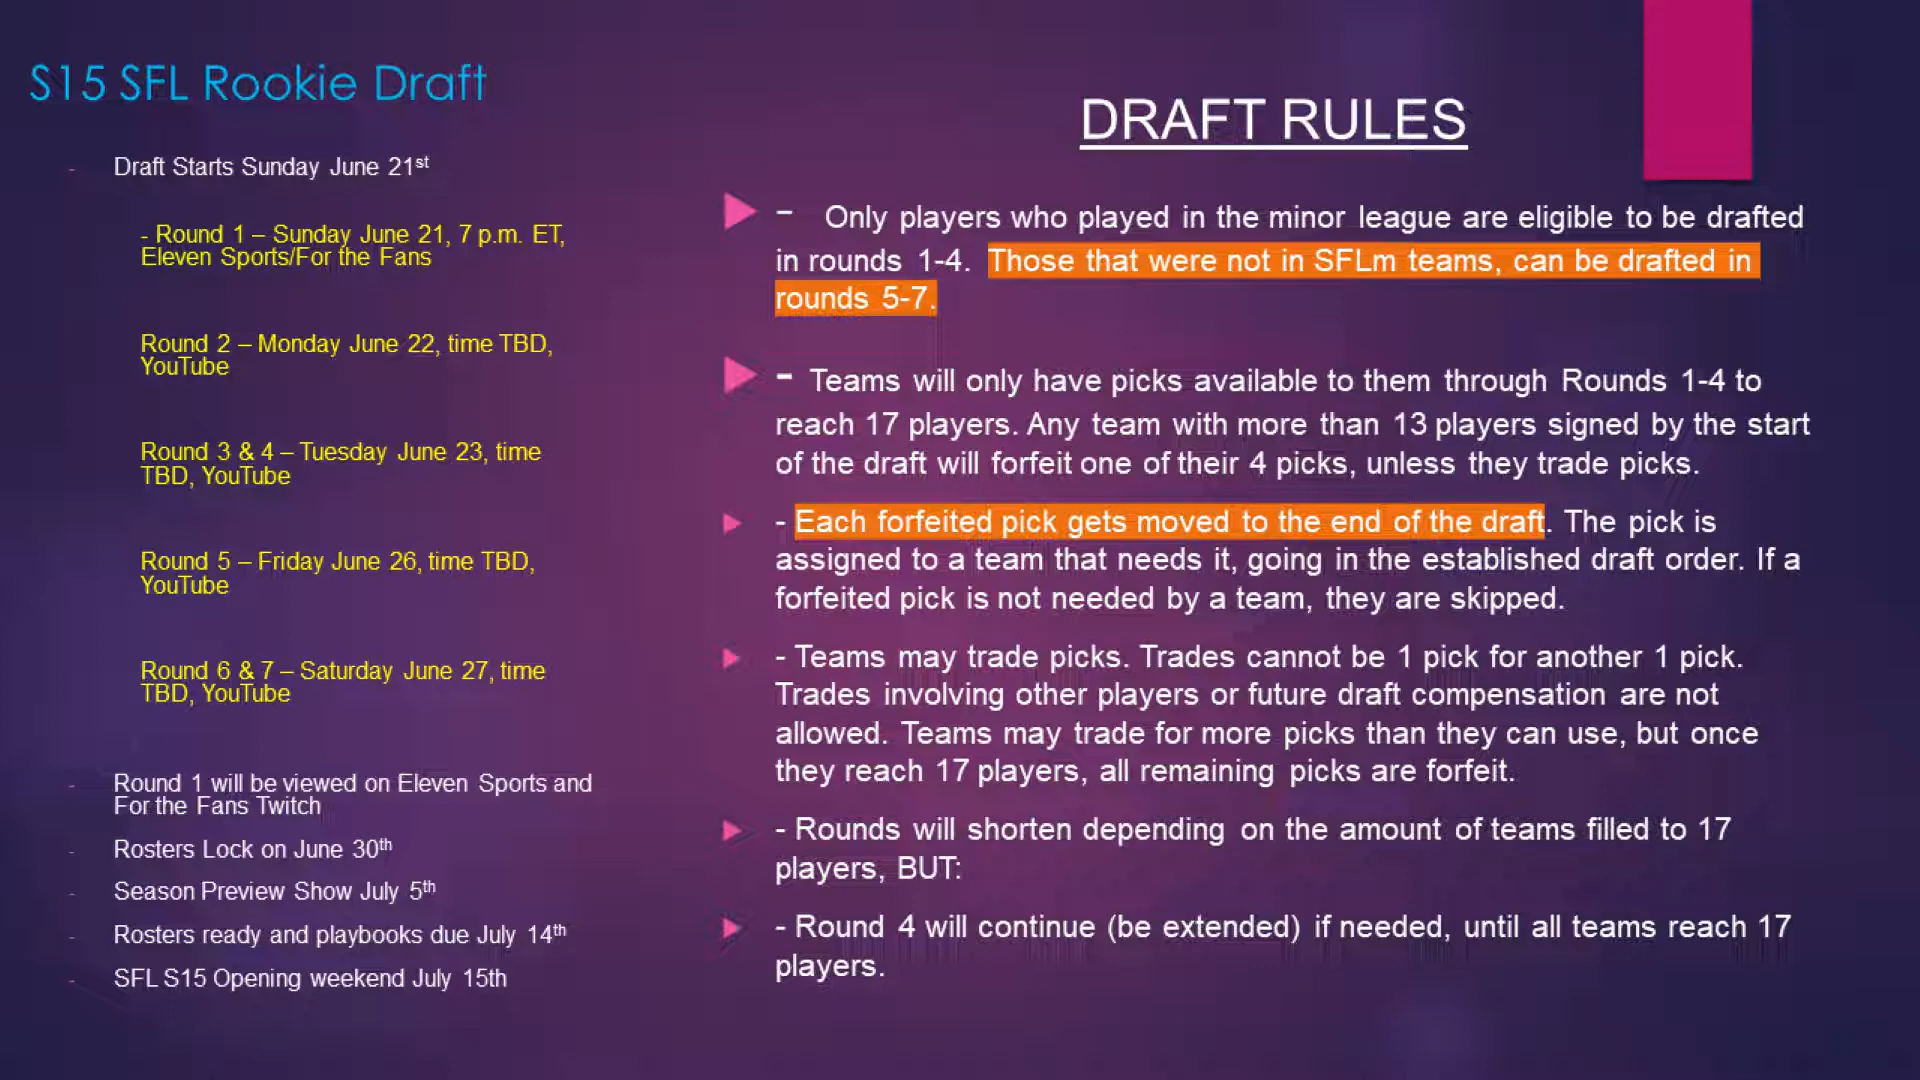 S15 SFL Rookie Draft
- Draft Starts Sunday June 21st
- Round 1 – Sunday June 21, 7 p.m. ET,
Eleven Sports/For the Fans
Round 2 – Monday June 22, time TBD,
YouTube
Round 3 & 4 – Tuesday June 23, time
TBD, YouTube
Round 5 – Friday June 26, time TBD,
YouTube
Round 6 & 7 – Saturday June 27, time
TBD, YouTube
- Round 1 will be viewed on Eleven Sports and
For the Fans Twitch
- Rosters Lock on June 30th
- Season Preview Show July 5th
- Rosters ready and playbooks due July 14th
- SFL S15 Opening weekend July 15th
DRAFT RULES
– Only players who played in the minor league are eligible to be drafted
in rounds 1-4. Those that were not in SFLm teams, can be drafted in
rounds 5-7.
- Teams will only have picks available to them through Rounds 1-4 to
reach 17 players. Any team with more than 13 players signed by the start
of the draft will forfeit one of their 4 picks, unless they trade picks.
- Each forfeited pick gets moved to the end of the draft. The pick is
assigned to a team that needs it, going in the established draft order. If a
forfeited pick is not needed by a team, they are skipped.
- Teams may trade picks. Trades cannot be 1 pick for another 1 pick.
Trades involving other players or future draft compensation are not
allowed. Teams may trade for more picks than they can use, but once
they reach 17 players, all remaining picks are forfeit.
- Rounds will shorten depending on the amount of teams filled to 17
players, BUT:
- Round 4 will continue (be extended) if needed, until all teams reach 17
players.